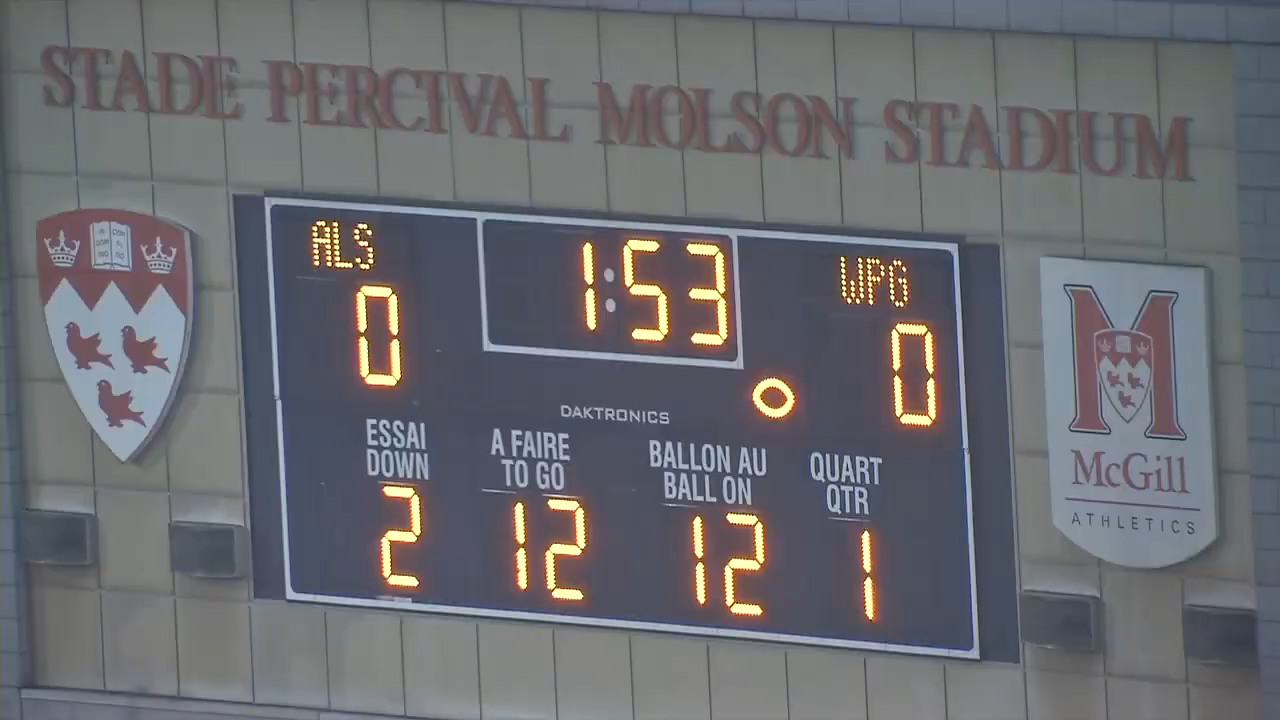 STADE PERCIVAL MOLSON STADIUM
ALS
1:53
WPG
0
0
DAKTRONICS
ESSAI
DOWN
A FAIRE
TO GO
BALLON AU
BALL ON
QUART
QTR
2
12
12
1
McGill
ATHLETICS